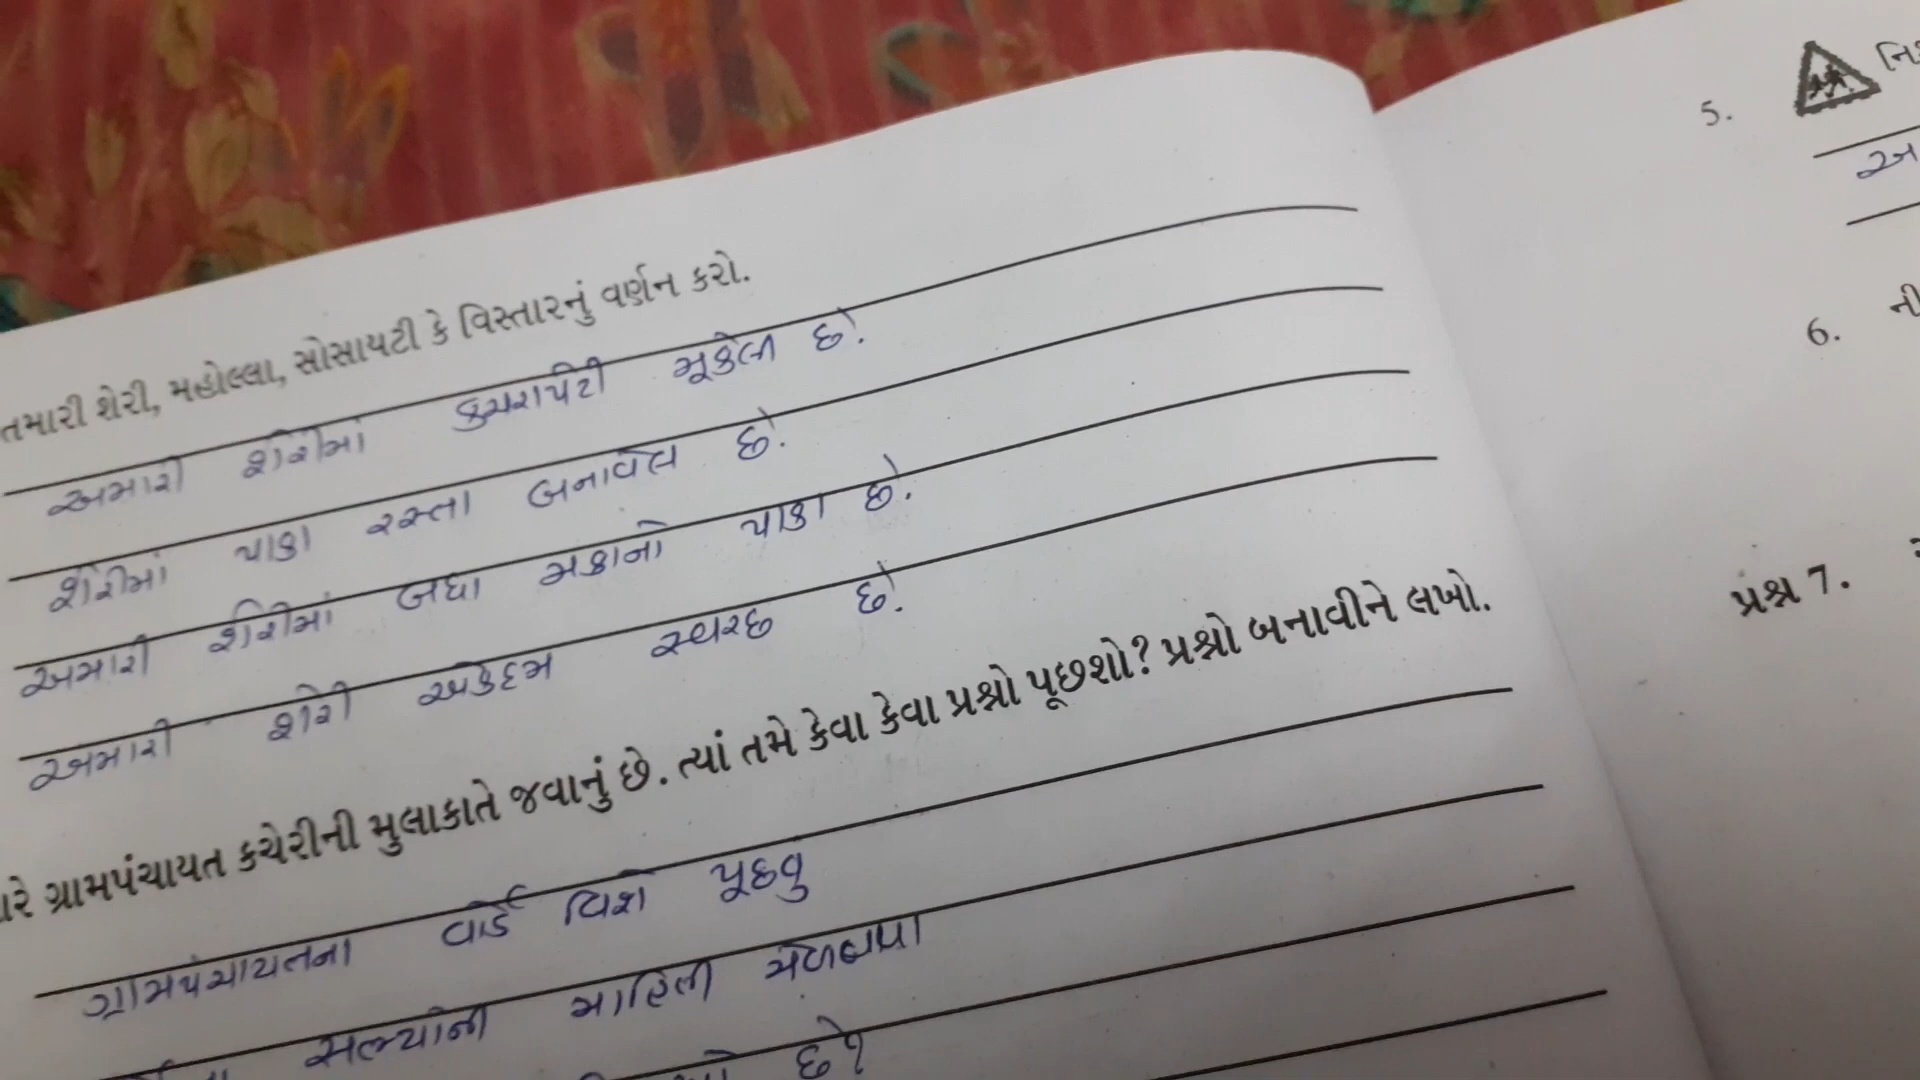 તમારી શેરી, મહોલ્લા, સોસાયટી કે વિસ્તારનું વર્ણન કરો.
અમારી શેરીમાં કચરાપેટી મૂકેલી છે.
શેરીમાં પાકા રસ્તા બનાવેલ છે.
અમારી શેરીમાં બધા મકાનો પાકા છે.
અમારી શેરી એકદમ સ્વચ્છ છે.
ગ્રામપંચાયત કચેરીની મુલાકાતે જવાનું છે. ત્યાં તમે કેવા કેવા પ્રશ્નો પૂછશો? પ્રશ્નો બનાવીને લખો.
ગ્રામપંચાયતના વોર્ડ વિશે પૂછવુ
સભ્યોની માહિતી મેળવવા
છે?
5.
6.
પ્રશ્ન 7.